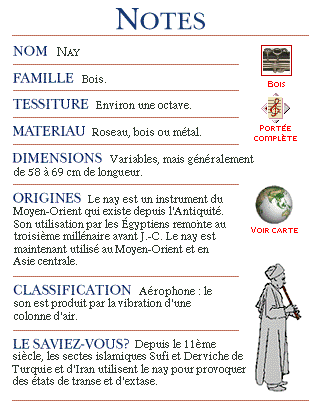 NOTES
NOM Nay
Bois
FAMILLE Bois.
TESSITURE Environ une octave.
Portée
complète
MATERIAU Roseau, bois ou métal.
DIMENSIONS Variables, mais généralement
de 58 à 69 cm de longueur.
ORIGINES Le nay est un instrument du
Moyen-Orient qui existe depuis l'Antiquité.
Son utilisation par les Égyptiens remonte au
troisième millénaire avant J.-C. Le nay est
maintenant utilisé au Moyen-Orient et en
Asie centrale.
Voir carte
CLASSIFICATION Aérophone : le
son est produit par la vibration d'une
colonne d'air.
LE SAVIEZ-VOUS? Depuis le 11ème
siècle, les sectes islamiques Sufi et Derviche de
Turquie et d'Iran utilisent le nay pour provoquer
des états de transe et d'extase.